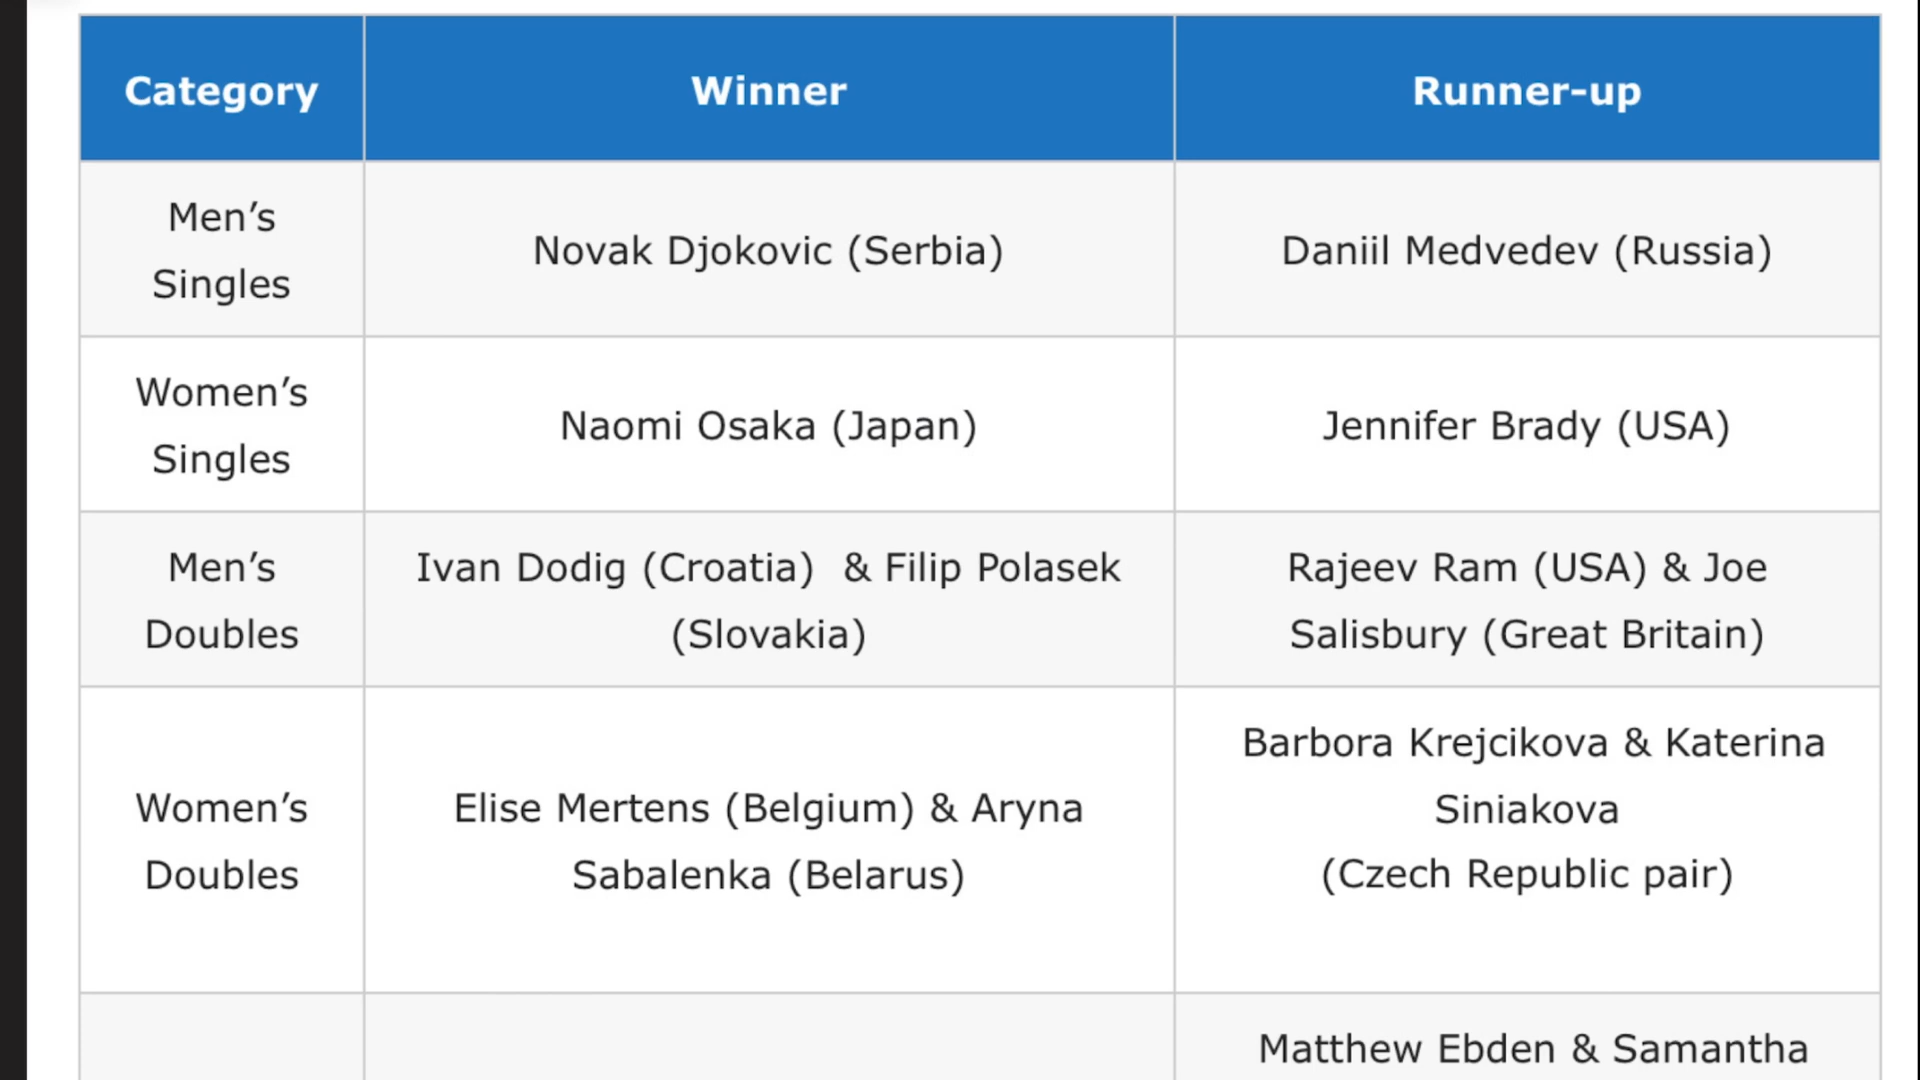 Category Winner Runner-up
Men’s
Singles
Novak Djokovic (Serbia)
Daniil Medvedev (Russia)
Women’s
Singles
Naomi Osaka (Japan)
Jennifer Brady (USA)
Men’s
Doubles
Ivan Dodig (Croatia)  & Filip Polasek
(Slovakia)
Rajeev Ram (USA) & Joe
Salisbury (Great Britain)
Women’s
Doubles
Elise Mertens (Belgium) & Aryna
Sabalenka (Belarus)
Barbora Krejcikova & Katerina
Siniakova
(Czech Republic pair)
Matthew Ebden & Samantha